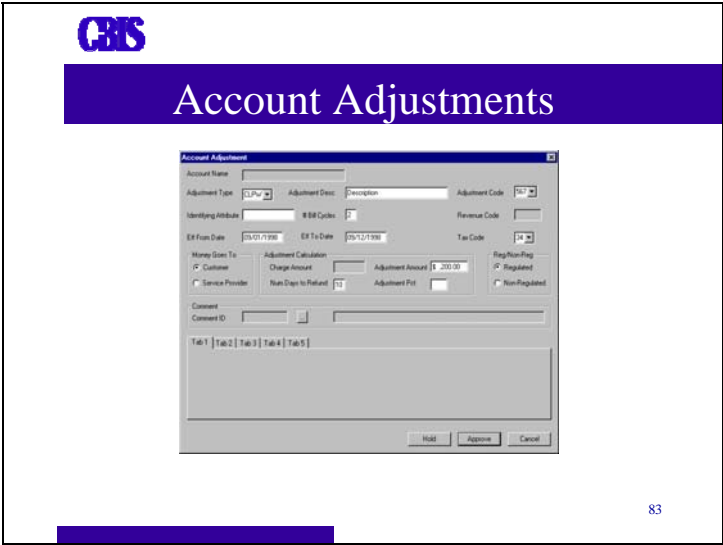 CBIS
Account Adjustments
Account Adjustment
Account Name
Adjustment Type CLPw Adjustment Desc Description Adjustment Code 567
Identifying Attribute # Bill Cycles 2 Revenue Code
Eff From Date 09/01/1998 Eff To Date 09/12/1998 Tax Code 34
Money Goes To Adjustment Calculation Reg/Non-Reg
Customer Charge Amount Adjustment Amount $ .200.00 Regulated
Service Provider Num Days to Refund 10 Adjustment Pct Non-Regulated
Comment
Comment ID
Tab 1 Tab 2 Tab 3 Tab 4 Tab 5
Hold Approve Cancel
83